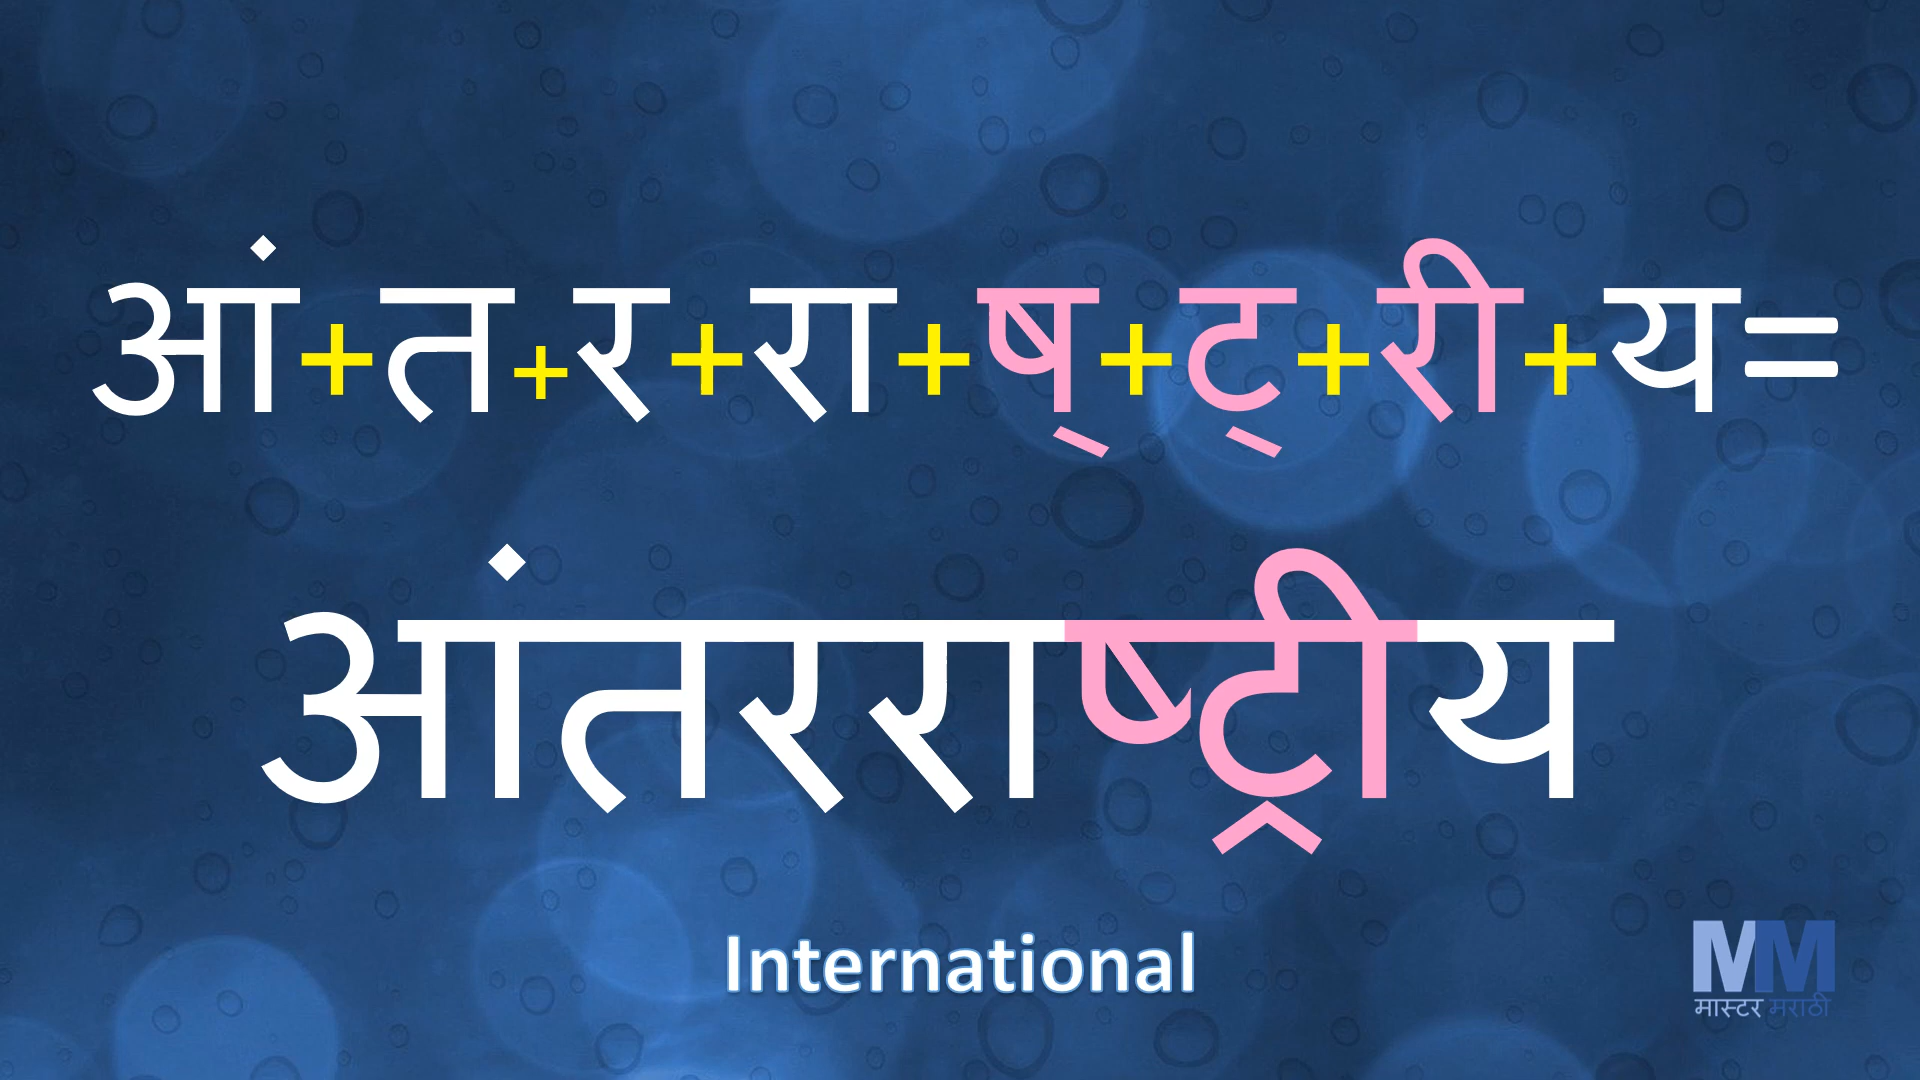 आं+त+र+रा+ष्+ट्+री+य=
आंतरराष्ट्रीय
International
MM
मास्टर मराठी